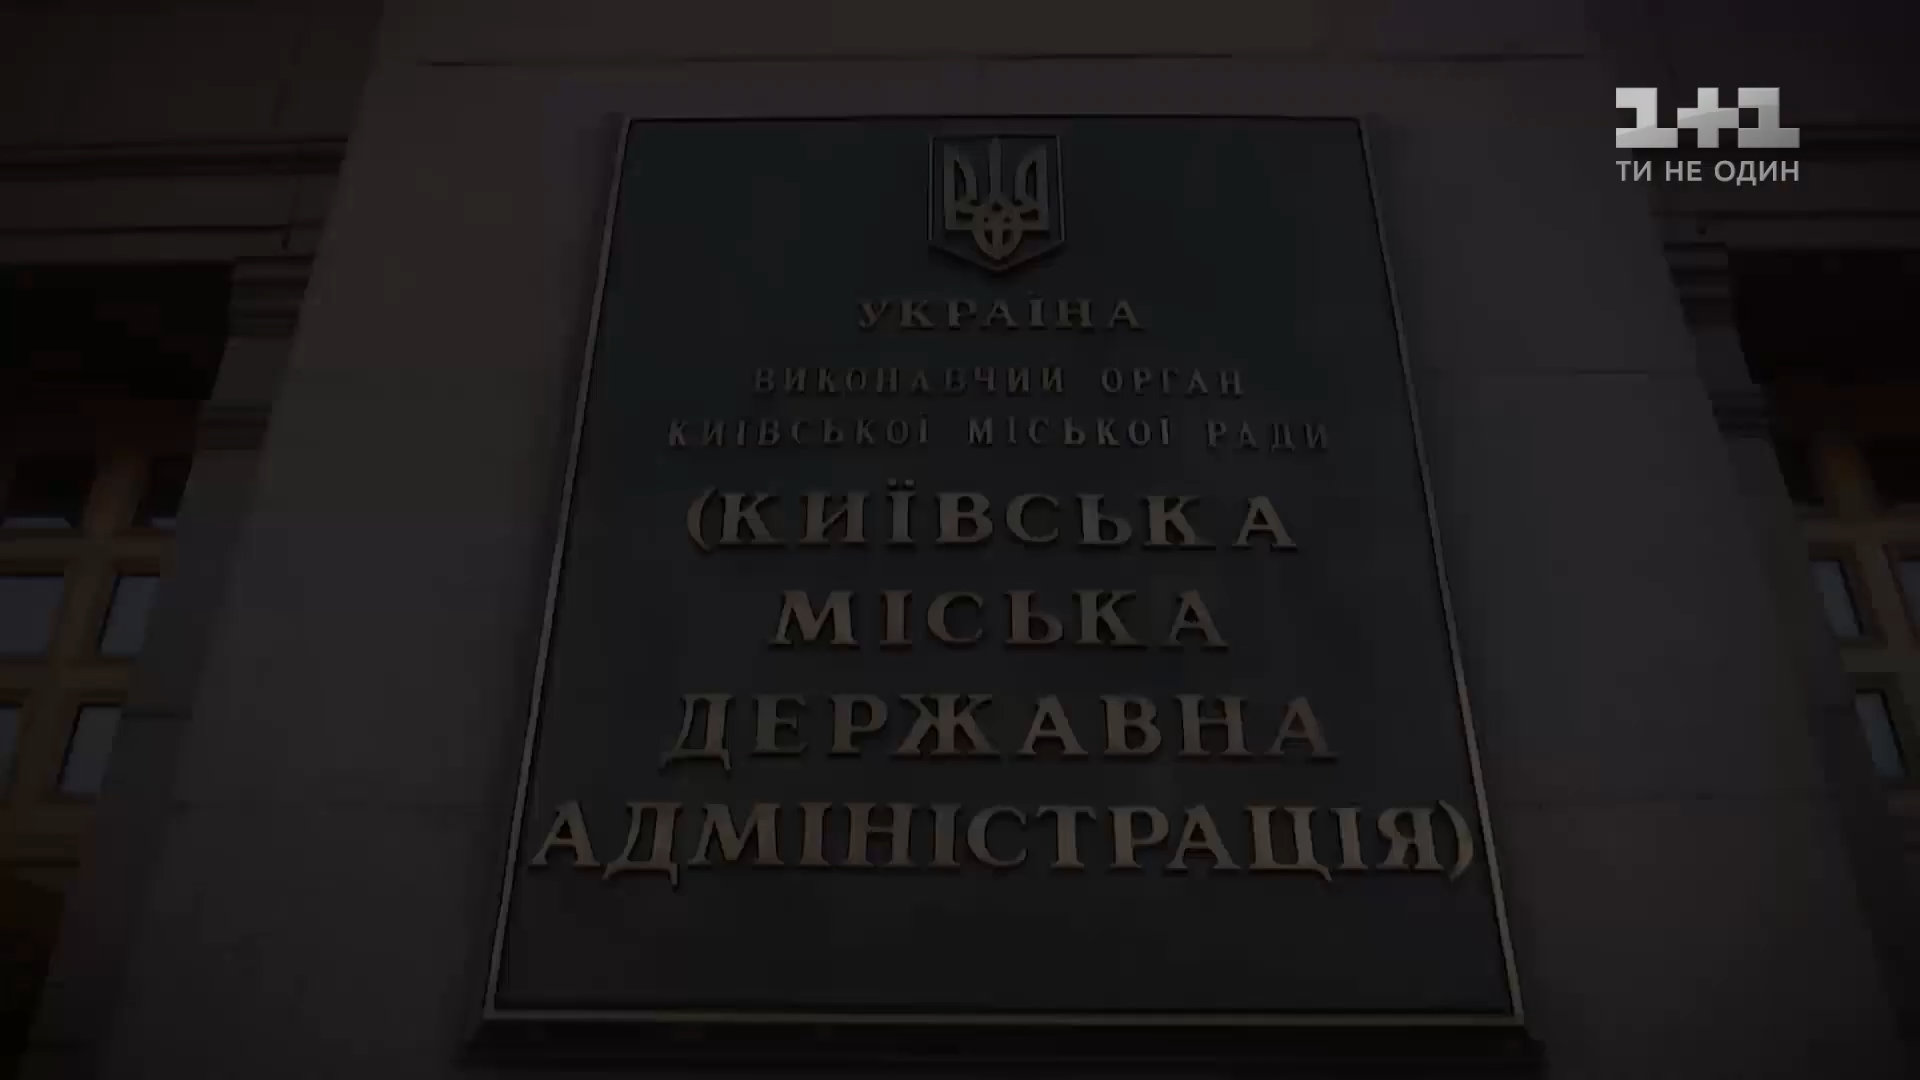 1+1
ТИ НЕ ОДИН
УКРАЇНА
ВИКОНАВЧИЙ ОРГАН
КИЇВСЬКОЇ МІСЬКОЇ РАДИ
(КИЇВСЬКА
МІСЬКА
ДЕРЖАВНА
АДМІНІСТРАЦІЯ)